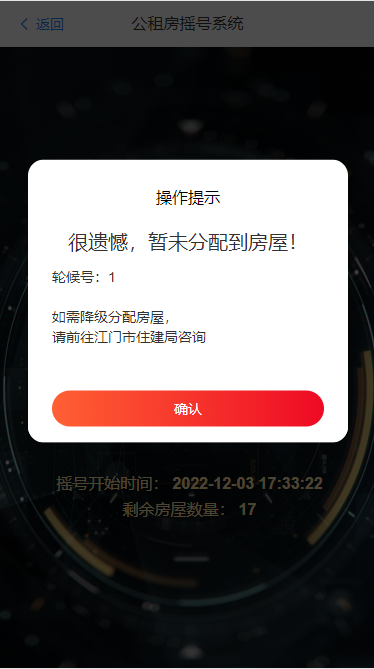 返回
公租房摇号系统
操作提示
很遗憾，暂未分配到房屋！
轮候号：1
如需降级分配房屋，
请前往江门市住建局咨询
确认
摇号开始时间： 2022-12-03 17:33:22
剩余房屋数量： 17